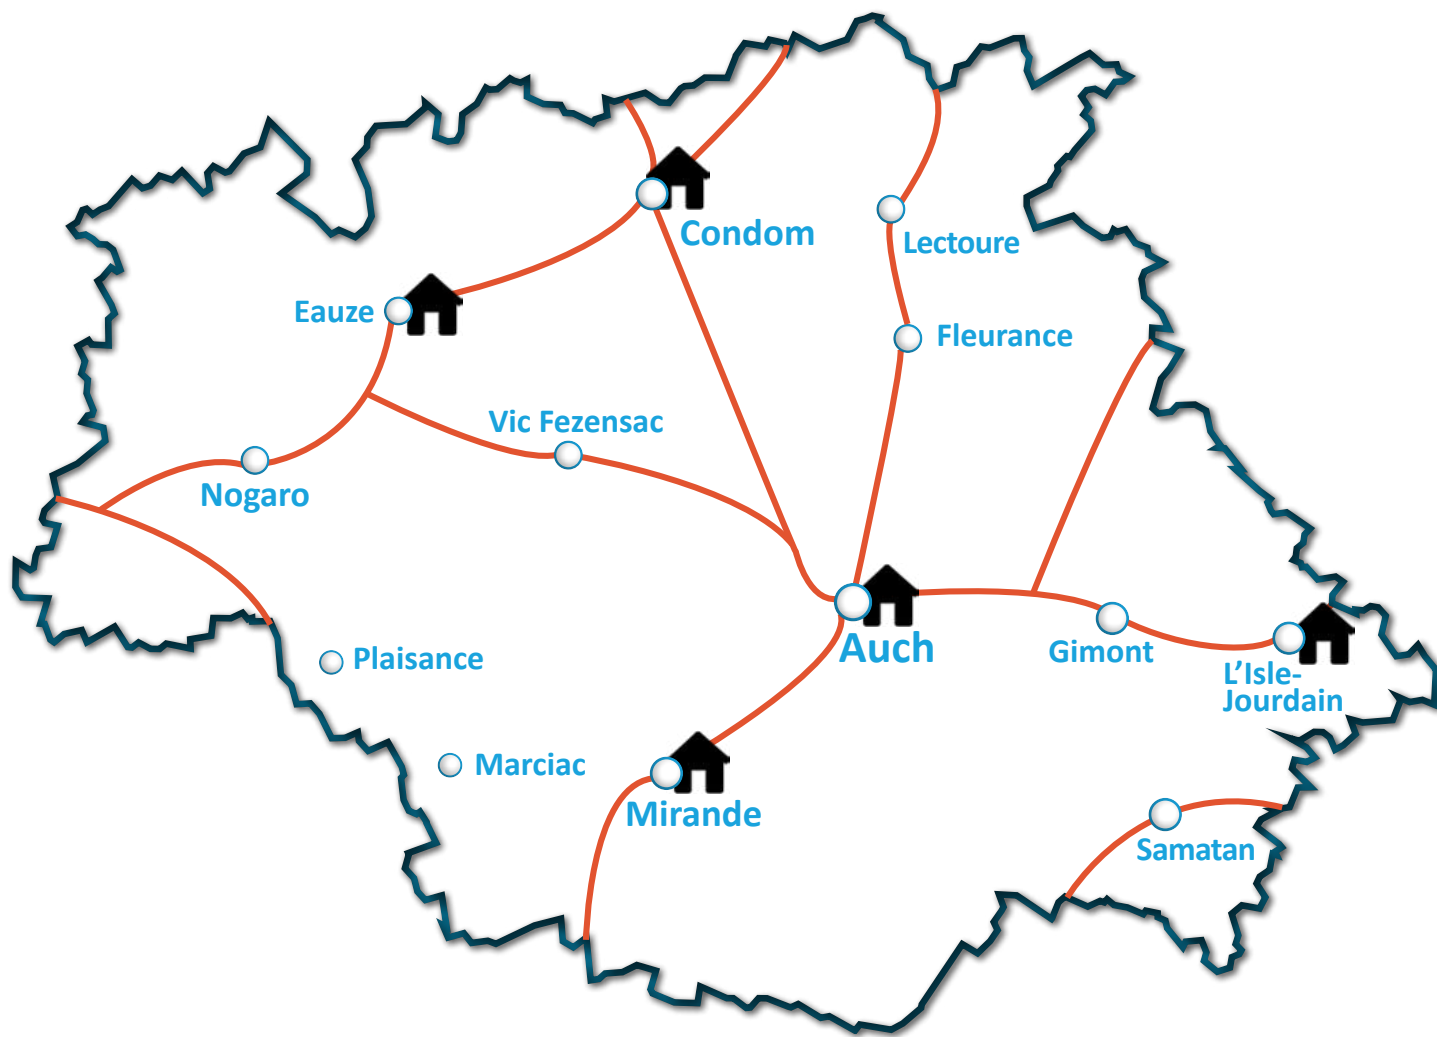 Condom
Lectoure
Eauze
Fleurance
Vic Fezensac
Nogaro
Auch
Gimont
Plaisance
L’Isle-
Jourdain
Marciac
Mirande
Samatan